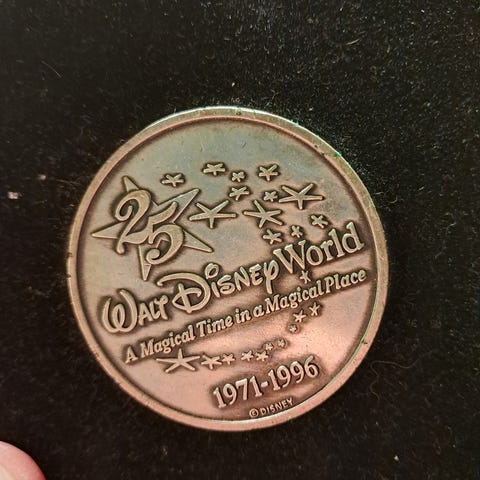 25
Walt Disney World
A Magical Time in a Magical Place
1971-1996
© DISNEY